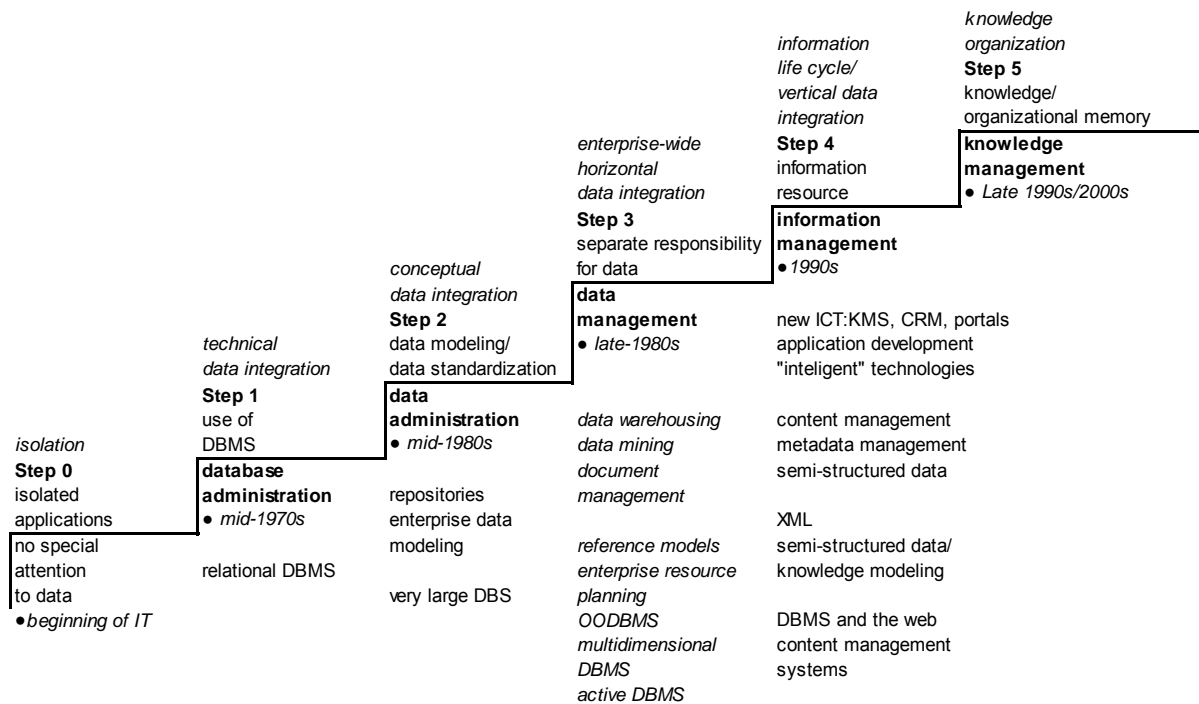 isolation
Step 0
isolated
applications
no special
attention
to data
●beginning of IT
technical
data integration
Step 1
use of
DBMS
database
administration
● mid-1970s
relational DBMS
conceptual
data integration
Step 2
data modeling/
data standardization
data
administration
● mid-1980s
repositories
enterprise data
modeling
very large DBS
enterprise-wide
horizontal
data integration
Step 3
separate responsibility
for data
data
management
● late-1980s
data warehousing
data mining
document
management
reference models
enterprise resource
planning
OODBMS
multidimensional
DBMS
active DBMS
information
life cycle/
vertical data
integration
Step 4
information
resource
information
management
●1990s
new ICT:KMS, CRM, portals
application development
"inteligent" technologies
content management
metadata management
semi-structured data
XML
semi-structured data/
knowledge modeling
DBMS and the web
content management
systems
knowledge
organization
Step 5
knowledge/
organizational memory
knowledge
management
● Late 1990s/2000s